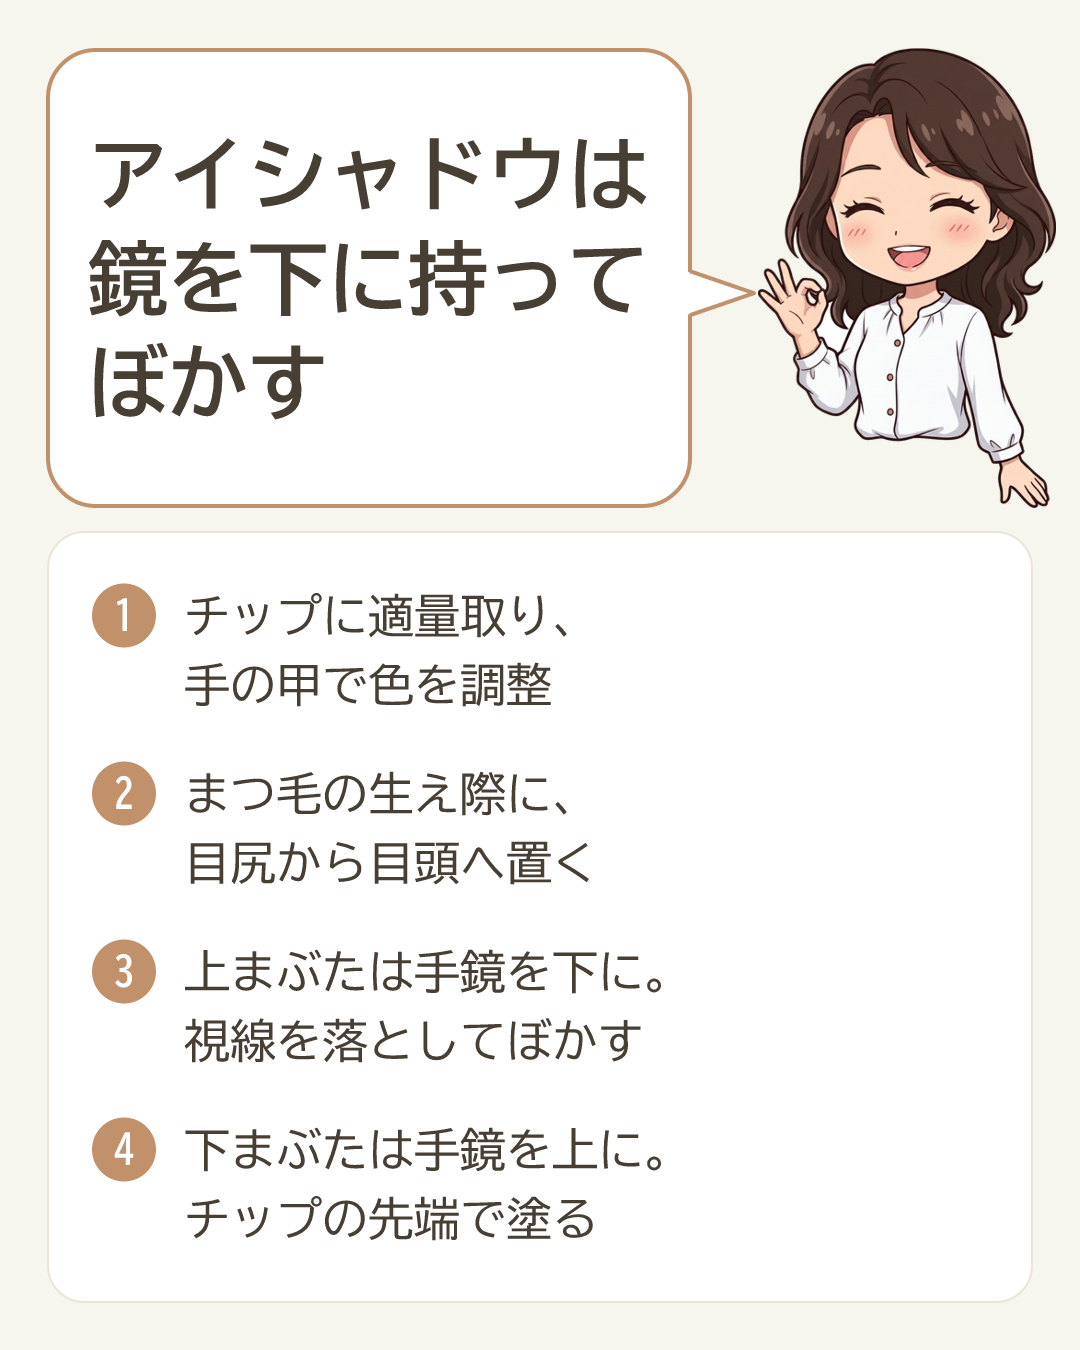 アイシャドウは
鏡を下に持って
ぼかす
1 チップに適量取り、
手の甲で色を調整
2 まつ毛の生え際に、
目尻から目頭へ置く
3 上まぶたは手鏡を下に。
視線を落としてぼかす
4 下まぶたは手鏡を上に。
チップの先端で塗る